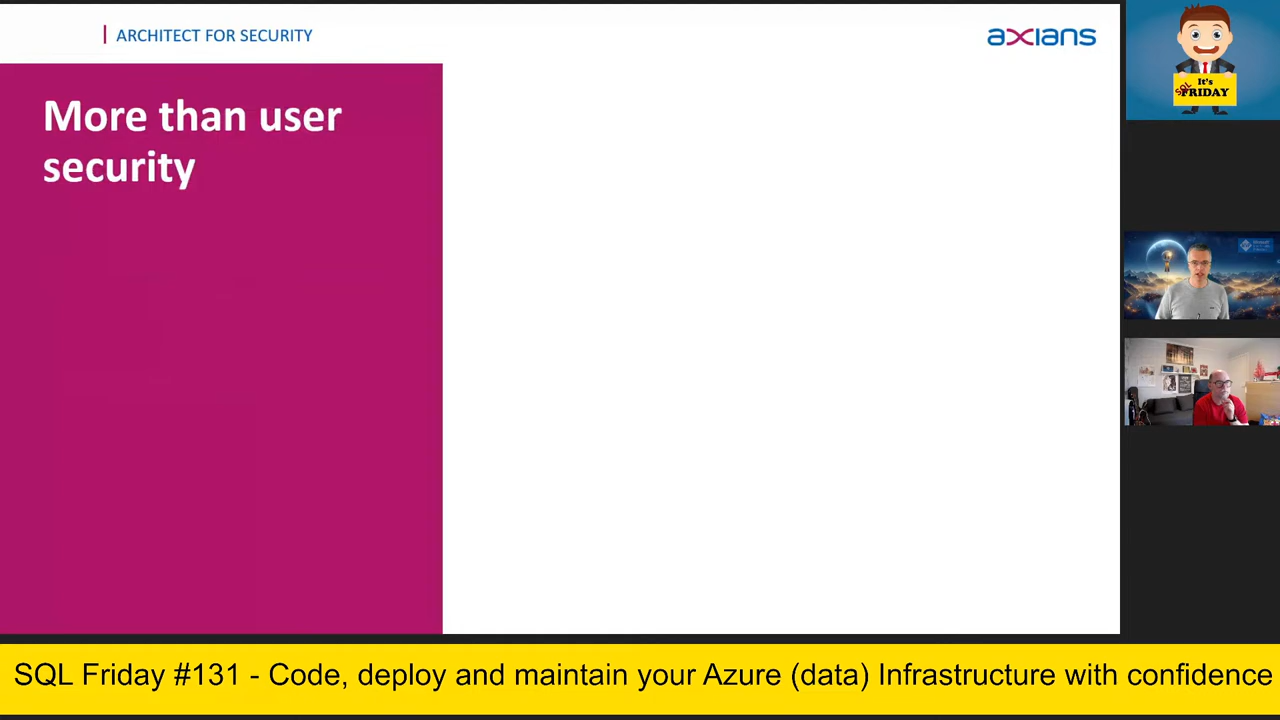 ARCHITECT FOR SECURITY
axians
More than user
security
It's
SQL
FRIDAY
SQL Friday #131 - Code, deploy and maintain your Azure (data) Infrastructure with confidence